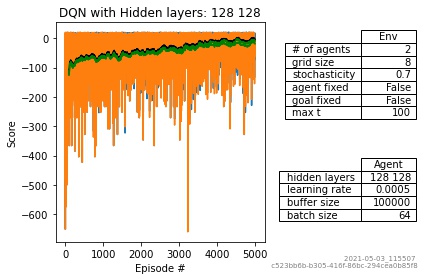 DQN with Hidden layers: 128 128
Score
0
−100
−200
−300
−400
−500
−600
0 1000 2000 3000 4000 5000
Episode #
Env
# of agents 2
grid size 8
stochasticity 0.7
agent fixed False
goal fixed False
max t 100
Agent
hidden layers 128 128
learning rate 0.0005
buffer size 100000
batch size 64
2021-05-03_115507
c523bb6b-b305-416f-86bc-294cea0b85f8